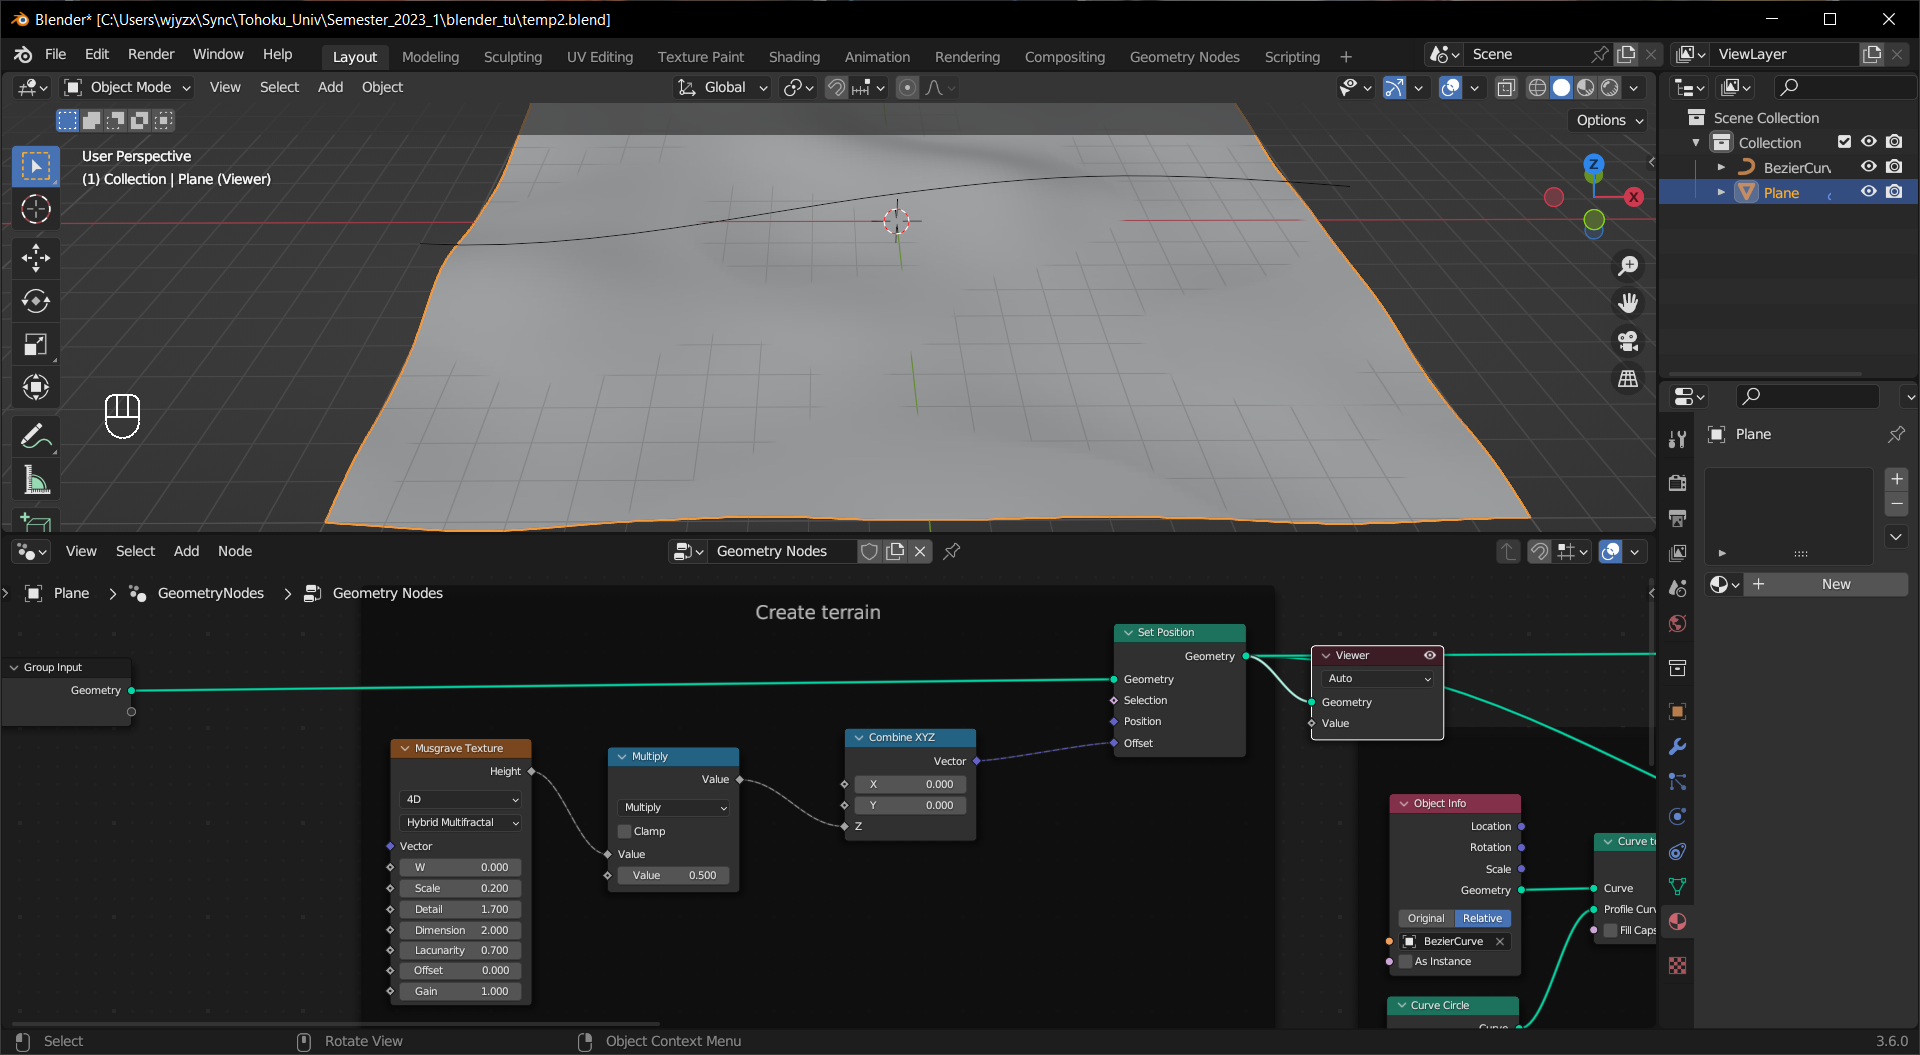 Blender* [C:\Users\wjyzx\Sync\Tohoku_Univ\Semester_2023_1\blender_tu\temp2.blend]
File Edit Render Window Help Layout Modeling Sculpting UV Editing Texture Paint Shading Animation Rendering Compositing Geometry Nodes Scripting + Scene ViewLayer
Object Mode View Select Add Object Global
Options
User Perspective
(1) Collection | Plane (Viewer)
Z
X
Scene Collection
Collection
BezierCurv
Plane
Plane
New
View Select Add Node Geometry Nodes
Plane > GeometryNodes > Geometry Nodes
Create terrain
Group Input
Geometry
Musgrave Texture
Height
4D
Hybrid Multifractal
Vector
W 0.000
Scale 0.200
Detail 1.700
Dimension 2.000
Lacunarity 0.700
Offset 0.000
Gain 1.000
Multiply
Value
Multiply
Clamp
Value
Value 0.500
Combine XYZ
Vector
X 0.000
Y 0.000
Z
Set Position
Geometry
Geometry
Selection
Position
Offset
Viewer
Auto
Geometry
Value
Object Info
Location
Rotation
Scale
Geometry
Original Relative
BezierCurve
As Instance
Curve to
Curve
Profile Curv
Fill Caps
Curve Circle
Curve
Select Rotate View Object Context Menu 3.6.0